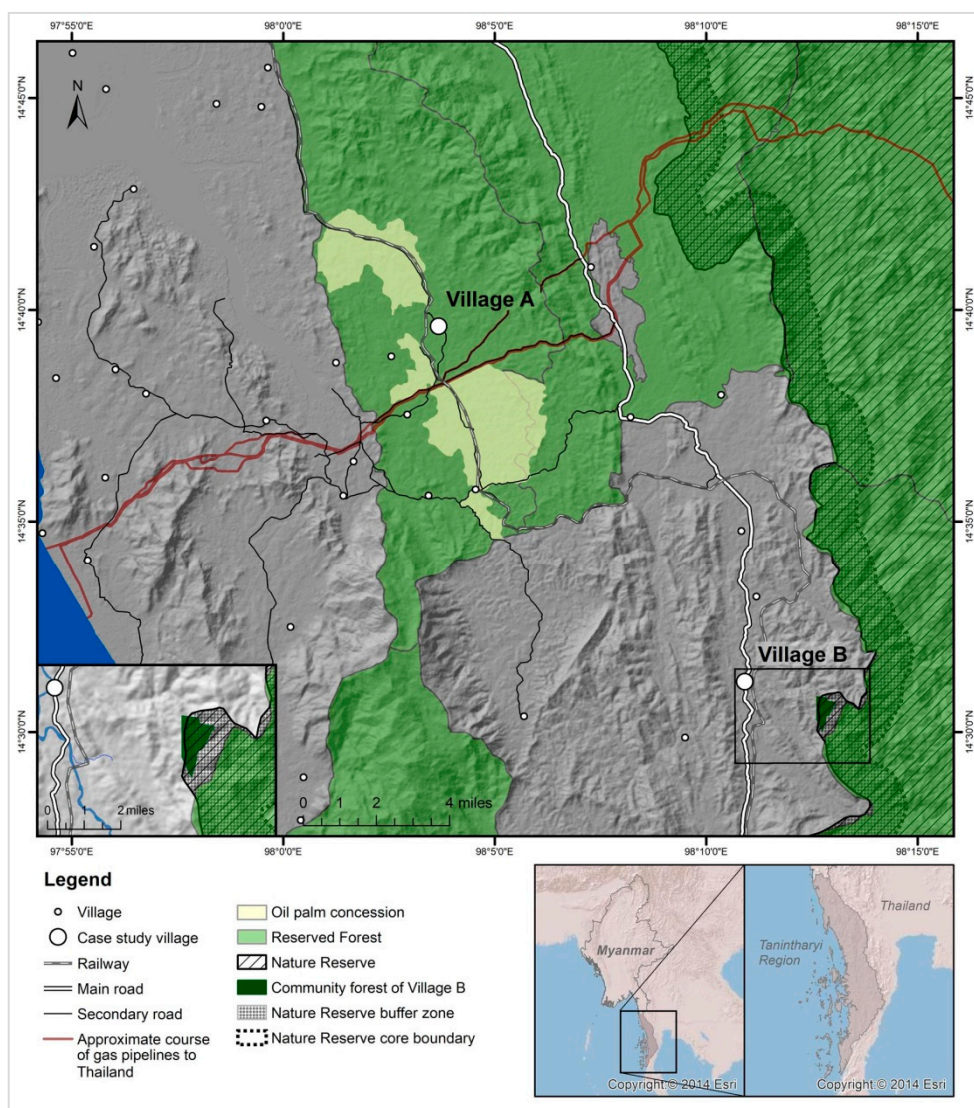 97°55'0"E 98°0'0"E 98°5'0"E 98°10'0"E 98°15'0"E
14°45'0"N 14°45'0"N
N
14°40'0"N 14°40'0"N
Village A
14°35'0"N 14°35'0"N
Village B
14°30'0"N 14°30'0"N
0 2 miles
0 1 2 4 miles
97°55'0"E 98°0'0"E 98°5'0"E 98°10'0"E 98°15'0"E
Legend
Village
Case study village
Railway
Main road
Secondary road
Approximate course
of gas pipelines to
Thailand
Oil palm concession
Reserved Forest
Nature Reserve
Community forest of Village B
Nature Reserve buffer zone
Nature Reserve core boundary
Myanmar
Copyright:© 2014 Esri
Thailand
Tanintharyi
Region
Copyright:© 2014 Esri